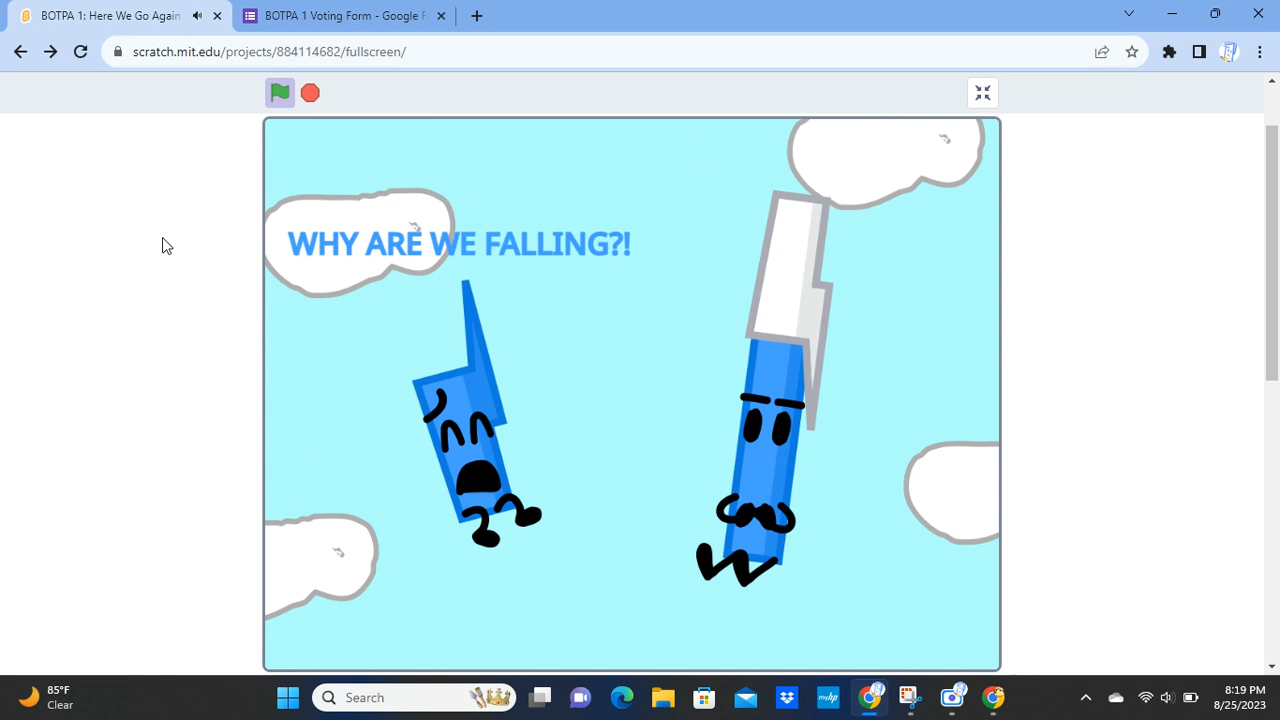 BOTPA 1: Here We Go Again
BOTPA 1 Voting Form - Google F
scratch.mit.edu/projects/884114682/fullscreen/
WHY ARE WE FALLING?!
85°F
Clear
Search
8:19 PM
8/25/2023